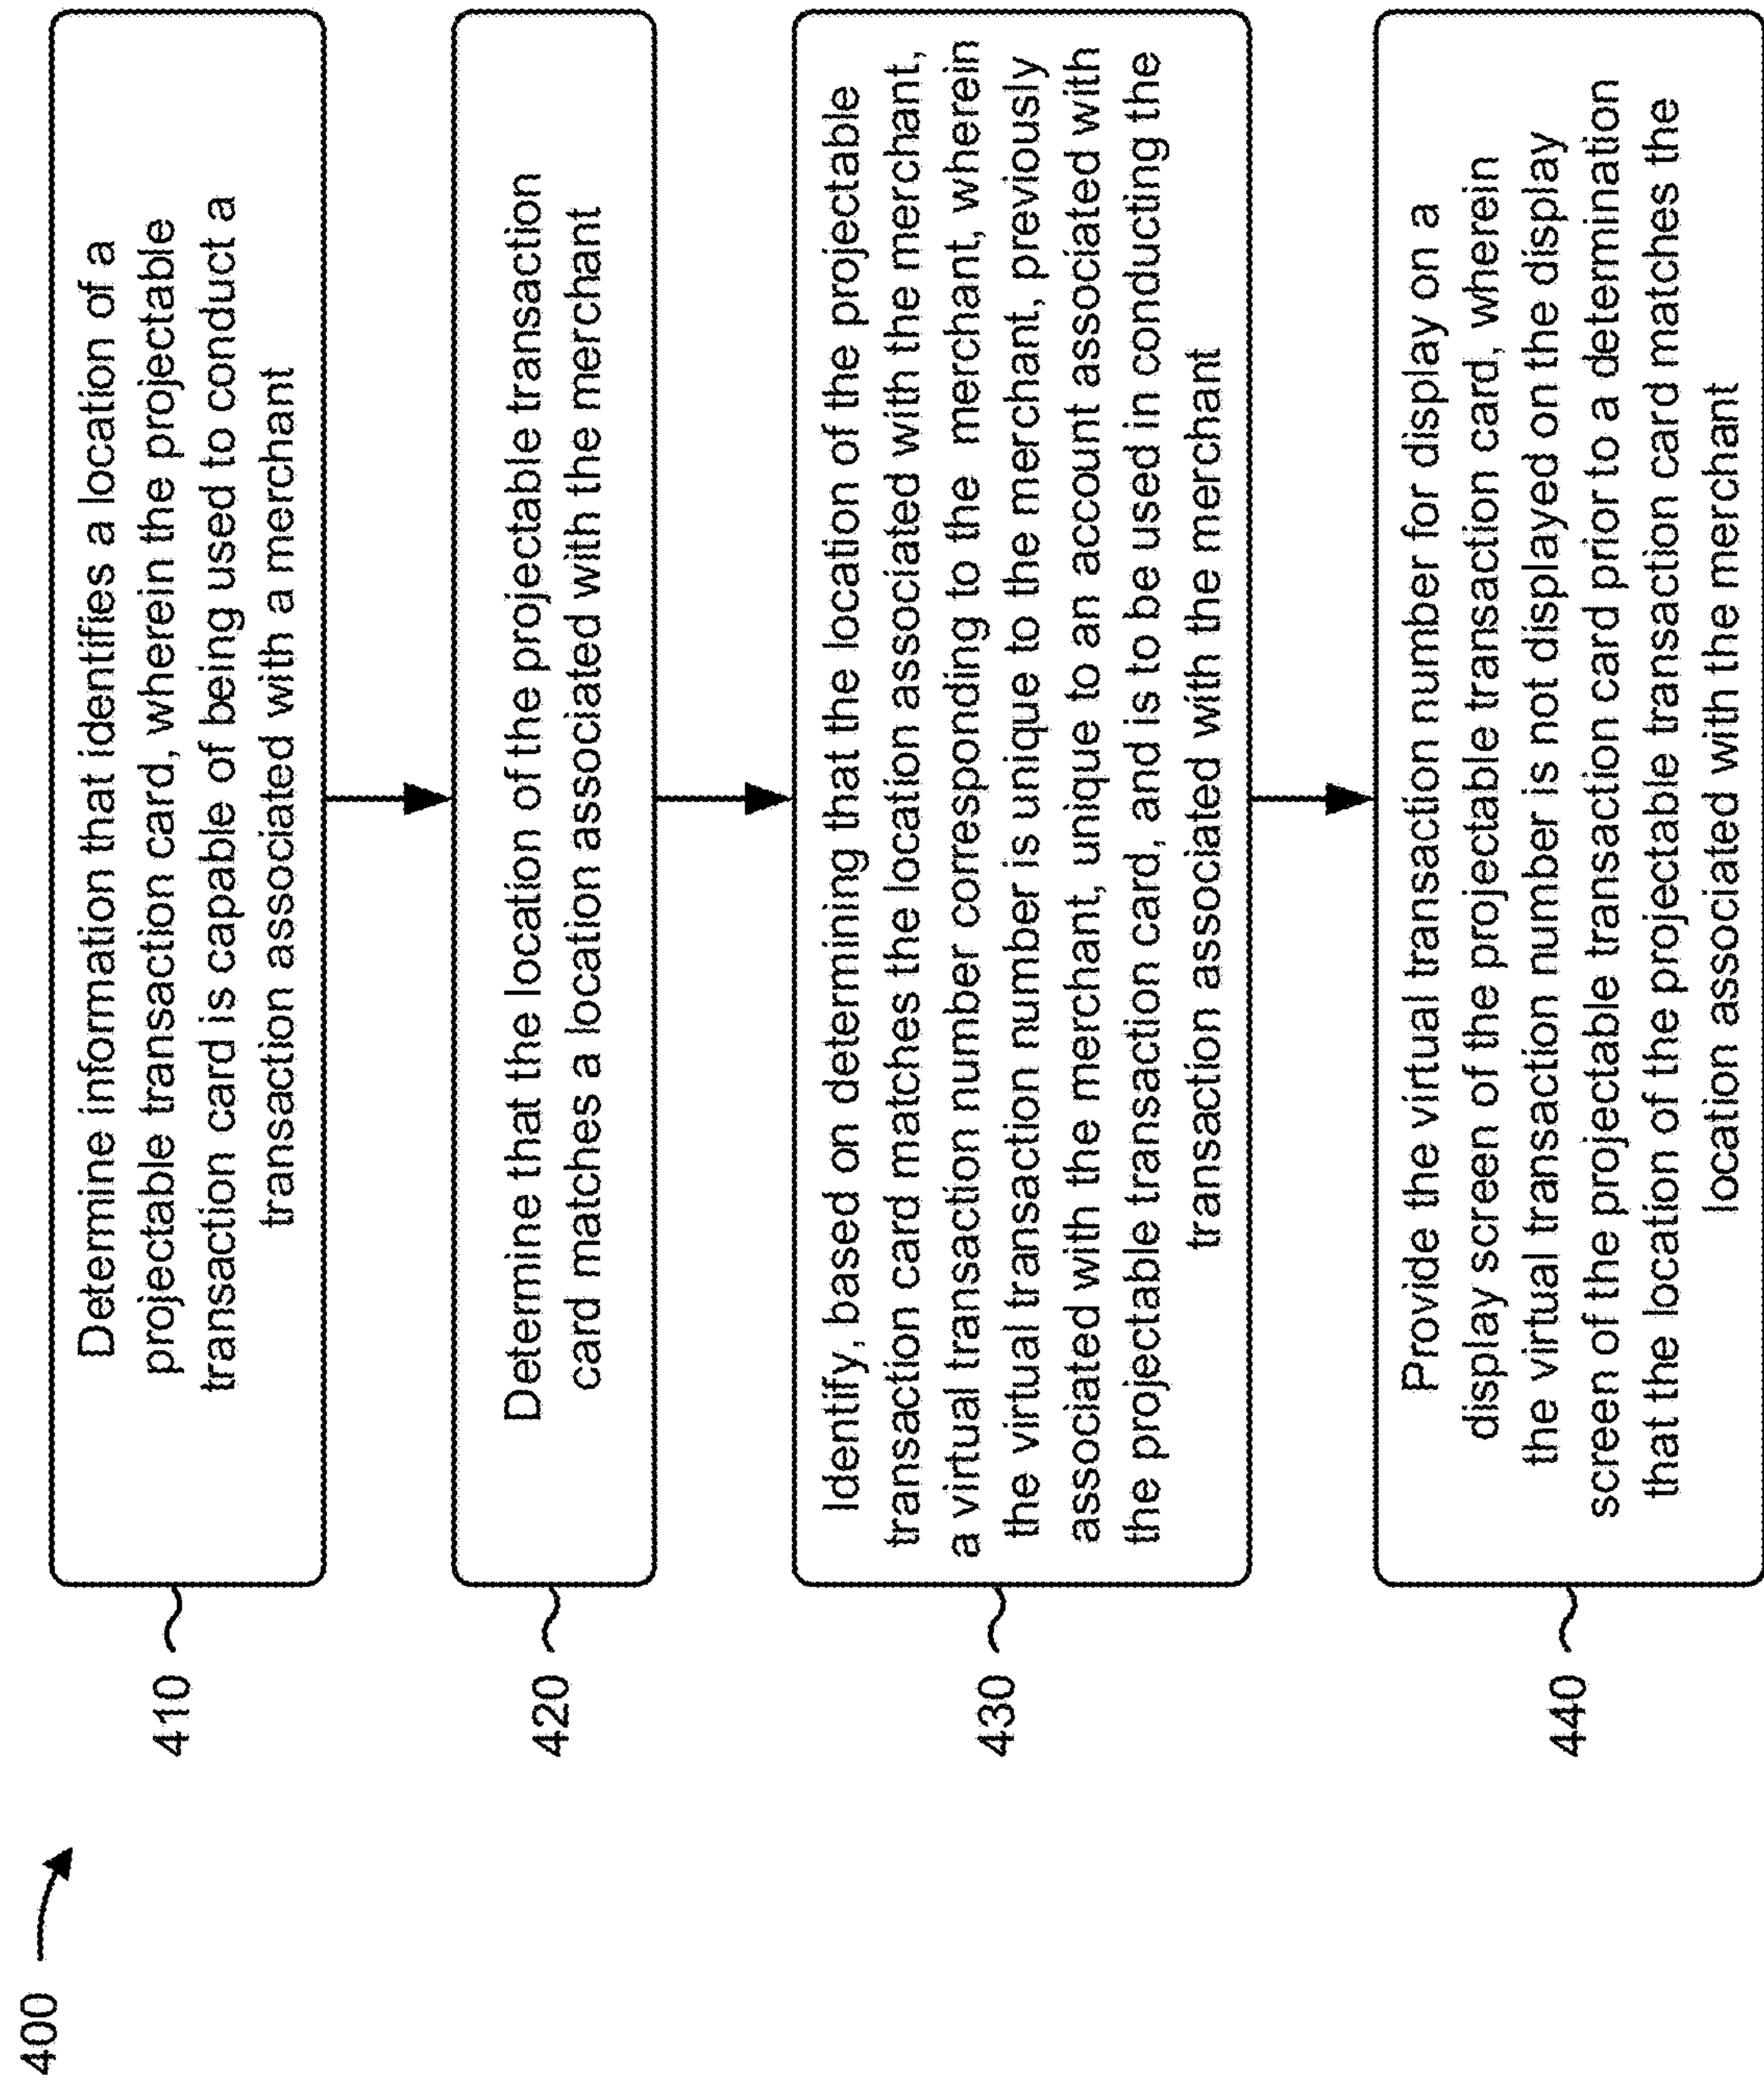 400
410
Determine information that identifies a location of a
projectable transaction card, wherein the projectable
transaction card is capable of being used to conduct a
transaction associated with a merchant
420
Determine that the location of the projectable transaction
card matches a location associated with the merchant
430
Identify, based on determining that the location of the projectable
transaction card matches the location associated with the merchant,
a virtual transaction number corresponding to the merchant, wherein
the virtual transaction number is unique to the merchant, previously
associated with the merchant, unique to an account associated with
the projectable transaction card, and is to be used in conducting the
transaction associated with the merchant
440
Provide the virtual transaction number for display on a
display screen of the projectable transaction card, wherein
the virtual transaction number is not displayed on the display
screen of the projectable transaction card prior to a determination
that the location of the projectable transaction card matches the
location associated with the merchant